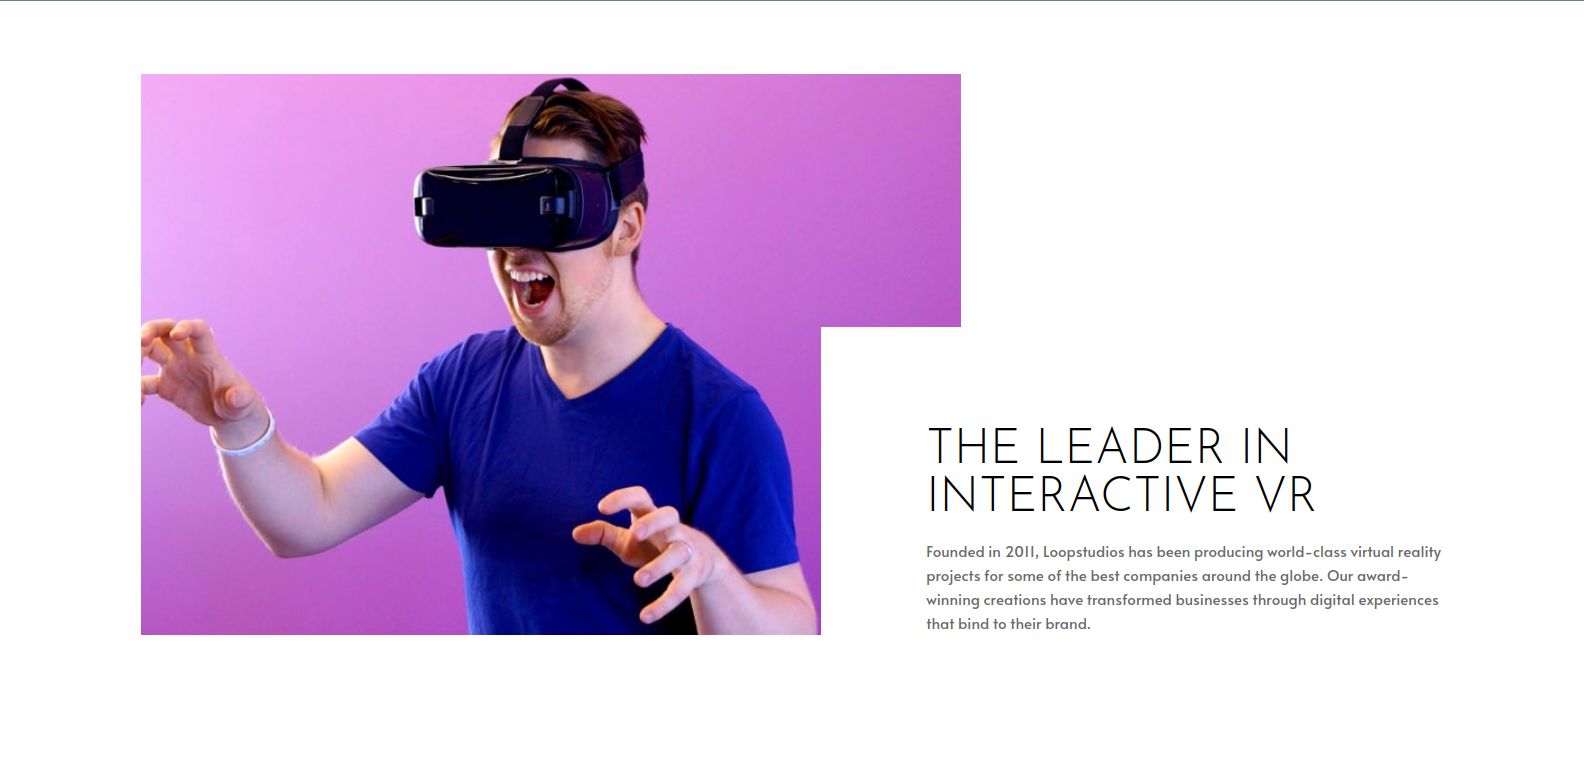 THE LEADER IN
INTERACTIVE VR
Founded in 2011, Loopstudios has been producing world-class virtual reality
projects for some of the best companies around the globe. Our award-
winning creations have transformed businesses through digital experiences
that bind to their brand.